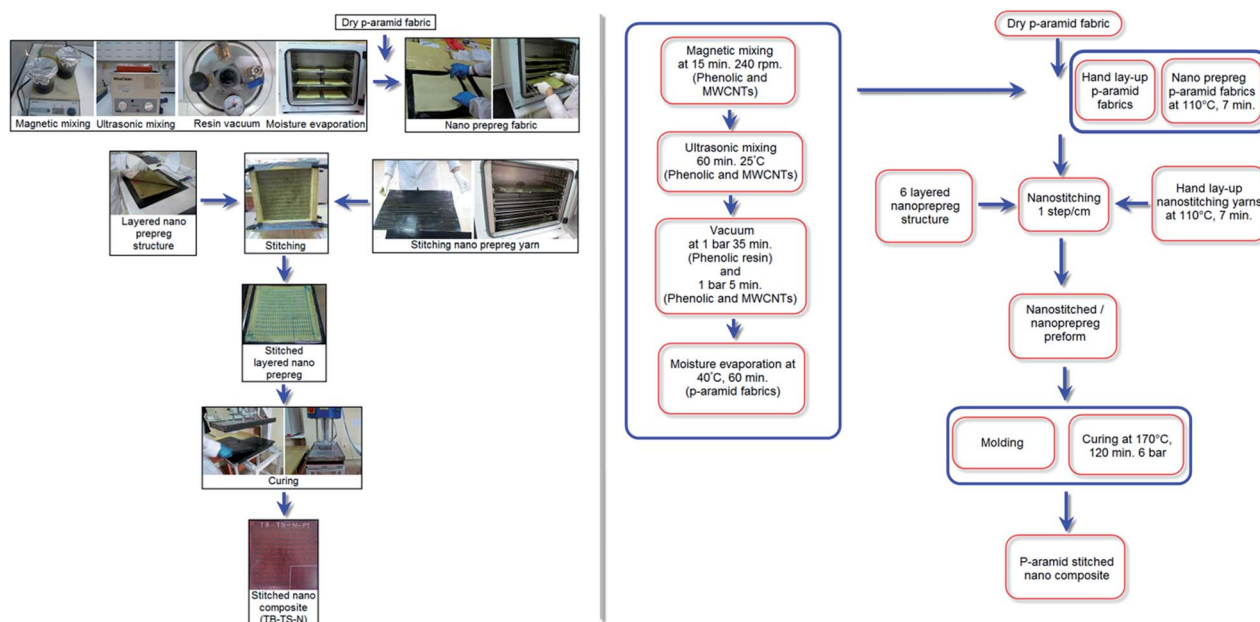 Dry p-aramid fabric
Magnetic mixing
Ultrasonic mixing
Resin vacuum
Moisture evaporation
Nano prepreg fabric
Layered nano
prepreg
structure
Stitching
Stitching nano prepreg yarn
Stitched
layered nano
prepreg
Curing
TB-TS-N-M
Stitched nano
composite
(TB-TS-N)
Magnetic mixing
at 15 min. 240 rpm.
(Phenolic and
MWCNTs)
Ultrasonic mixing
60 min. 25°C
(Phenolic and MWCNTs)
Vacuum
at 1 bar 35 min.
(Phenolic resin)
and
1 bar 5 min.
(Phenolic and MWCNTs)
Moisture evaporation at
40°C, 60 min.
(p-aramid fabrics)
Dry p-aramid fabric
Hand lay-up
p-aramid
fabrics
Nano prepreg
p-aramid fabrics
at 110°C, 7 min.
6 layered
nanoprepreg
structure
Nanostitching
1 step/cm
Hand lay-up
nanostitching yarns
at 110°C, 7 min.
Nanostitched /
nanoprepreg
preform
Molding
Curing at 170°C,
120 min. 6 bar
P-aramid stitched
nano composite